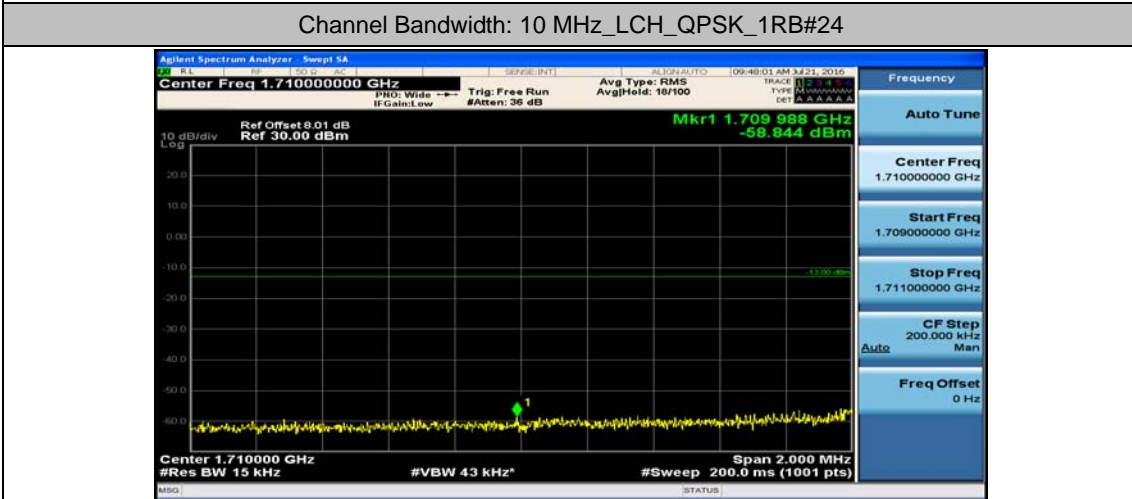 Channel Bandwidth: 10 MHz_LCH_QPSK_1RB#24
Agilent Spectrum Analyzer - Swept SA
RL RF 50 Ω AC SENSE:INT ALIGN AUTO 09:48:01 AM Jul 21, 2016
Center Freq 1.710000000 GHz
PNO: Wide
IFGain:Low
Trig: Free Run
#Atten: 36 dB
Avg Type: RMS
Avg|Hold: 18/100
TRACE 1 2 3 4 5 6
TYPE M
DET A A A A A A
Frequency
Mkr1 1.709 988 GHz
-58.844 dBm
Ref Offset 8.01 dB
10 dB/div Ref 30.00 dBm
Log
20.0
10.0
0.00
-10.0
-13.00 dBm
-20.0
-30.0
-40.0
-50.0
-60.0
1
Center 1.710000 GHz
Span 2.000 MHz
#Res BW 15 kHz
#VBW 43 kHz*
#Sweep 200.0 ms (1001 pts)
MSG
STATUS
Auto Tune
Center Freq
1.710000000 GHz
Start Freq
1.709000000 GHz
Stop Freq
1.711000000 GHz
CF Step
200.000 kHz
Auto Man
Freq Offset
0 Hz